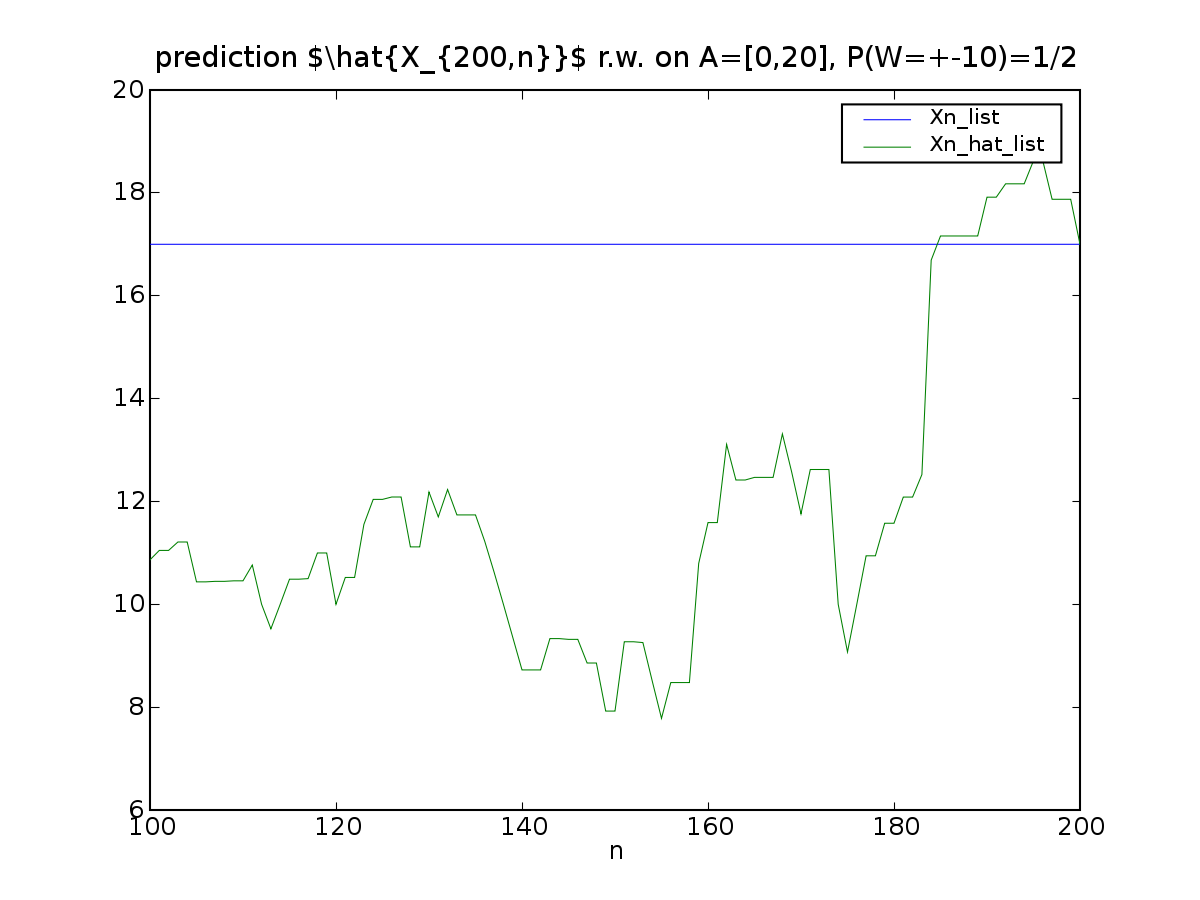 prediction $\hat{X_{200,n}}$ r.w. on A=[0,20], P(W=+-10)=1/2
20
Xn_list
Xn_hat_list
18
16
14
12
10
8
6
100 120 140 160 180 200
n